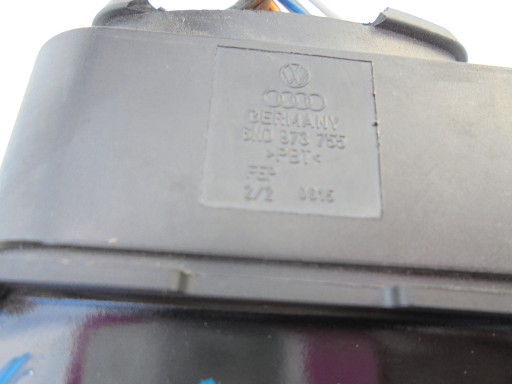 GERMANY
8N0 973 755
>PBT<
FEP
2/2 0815